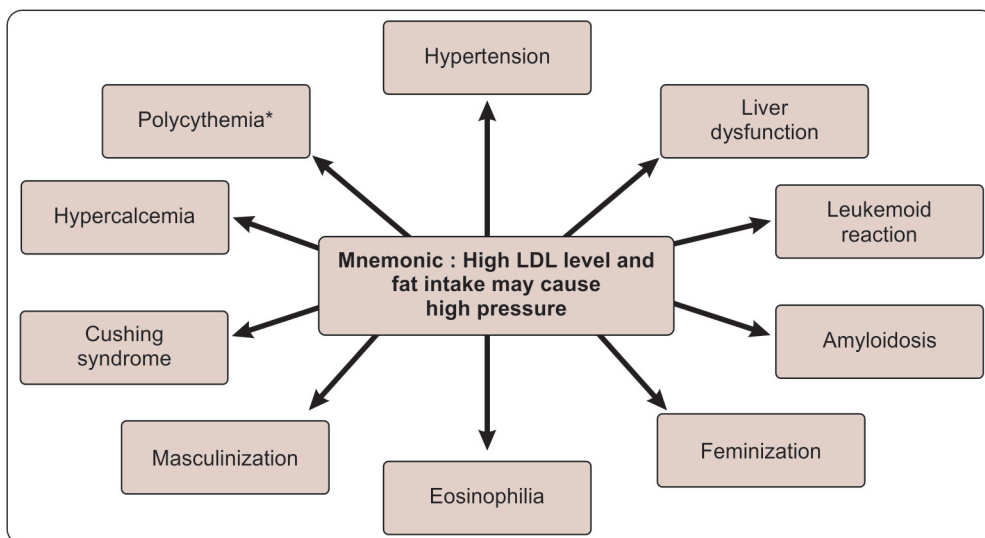 Hypertension
Liver
dysfunction
Polycythemia*
Leukemoid
reaction
Hypercalcemia
Mnemonic : High LDL level and
fat intake may cause
high pressure
Cushing
syndrome
Amyloidosis
Masculinization
Feminization
Eosinophilia